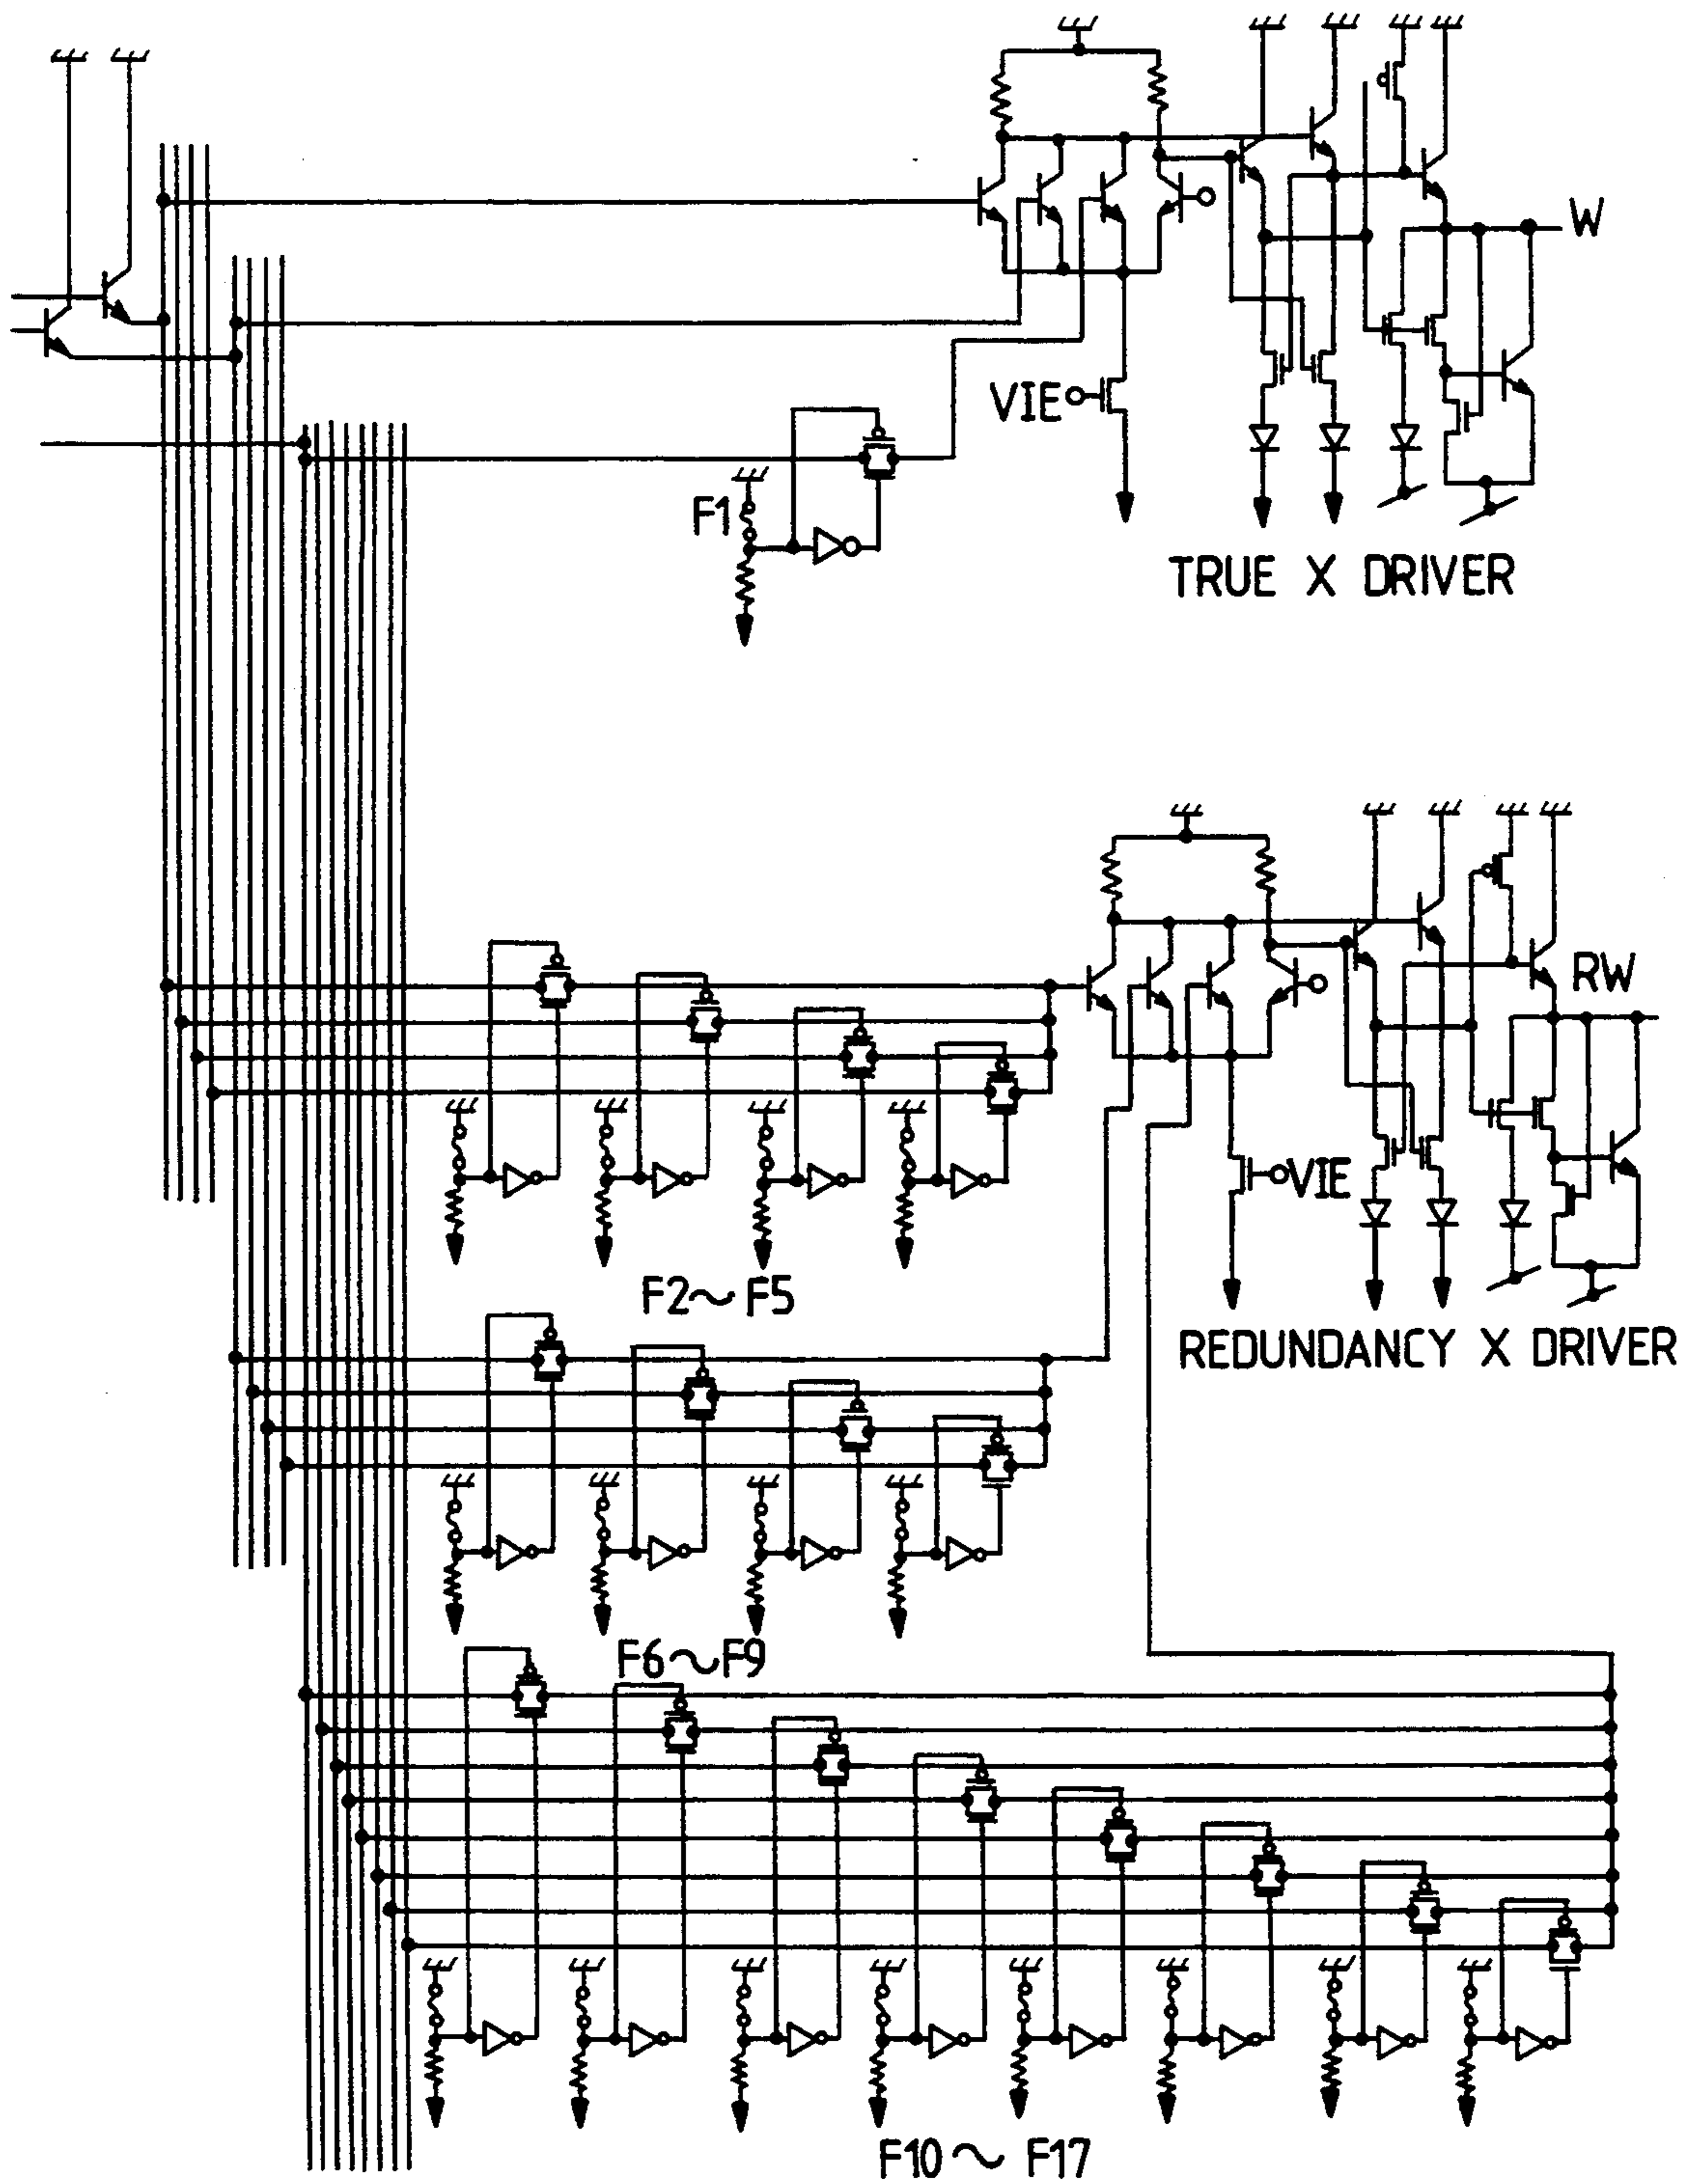 W
VIE
F1
TRUE X DRIVER
RW
VIE
F2～F5
REDUNDANCY X DRIVER
F6～F9
F10～F17